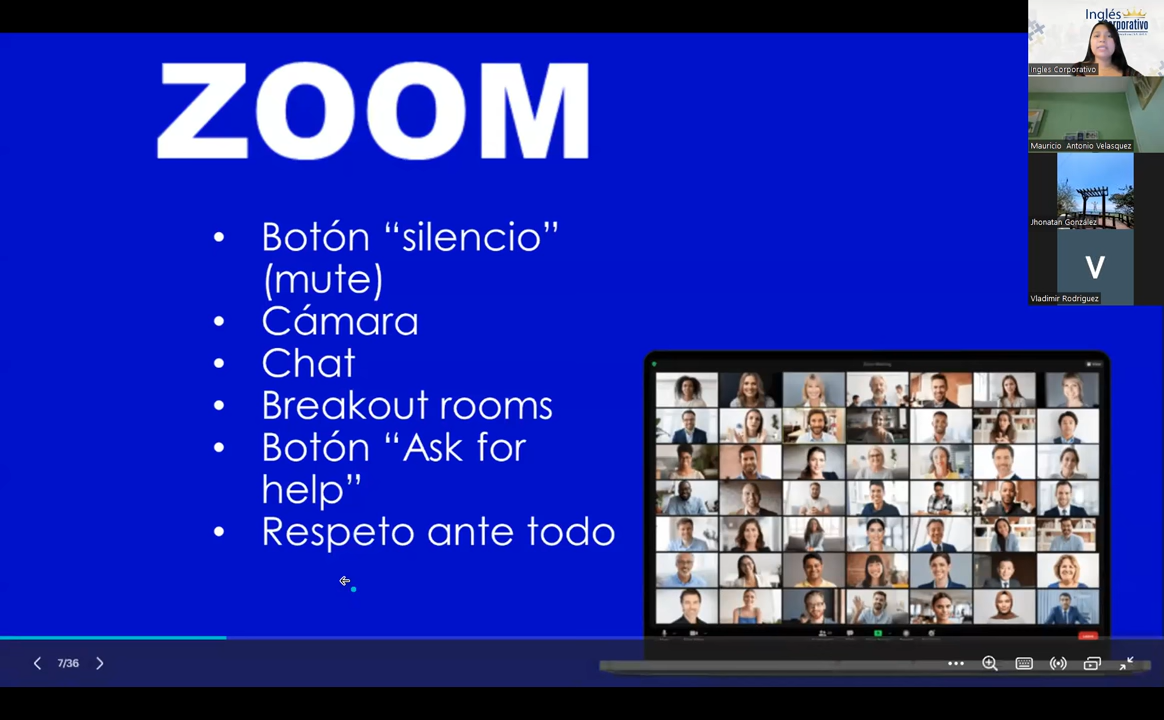 ZOOM
• Botón “silencio”
(mute)
• Cámara
• Chat
• Breakout rooms
• Botón “Ask for
help”
• Respeto ante todo
7/36
Inglés
Corporativo
Ingles Corporativo
Mauricio Antonio Velasquez
Jhonatan González
V
Vladimir Rodriguez